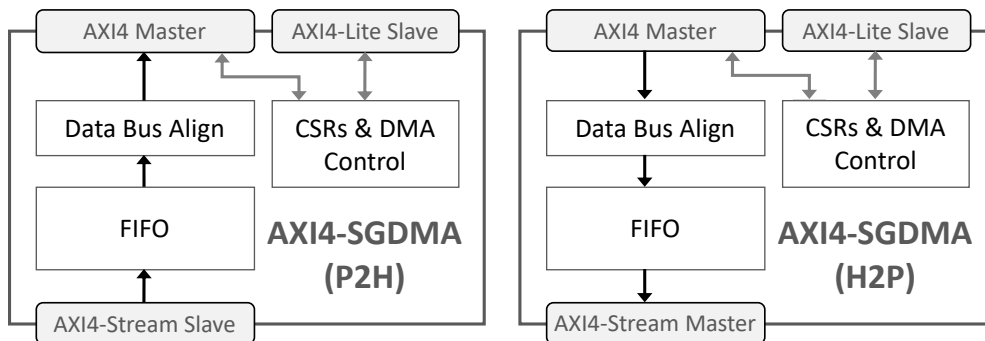 AXI4 Master
AXI4-Lite Slave
Data Bus Align
CSRs & DMA
Control
FIFO
AXI4-SGDMA
(P2H)
AXI4-Stream Slave
AXI4 Master
AXI4-Lite Slave
Data Bus Align
CSRs & DMA
Control
FIFO
AXI4-SGDMA
(H2P)
AXI4-Stream Master